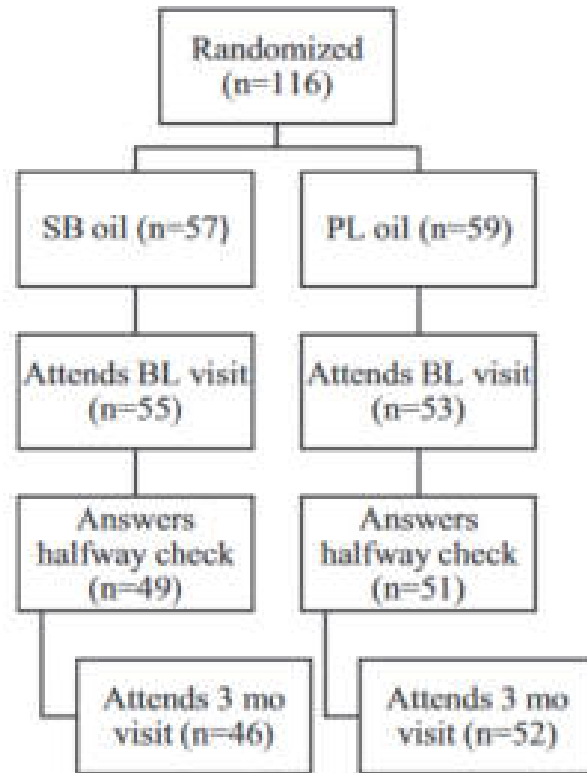 Randomized
(n=116)
SB oil (n=57)
PL oil (n=59)
Attends BL visit
(n=55)
Attends BL visit
(n=53)
Answers
halfway check
(n=49)
Answers
halfway check
(n=51)
Attends 3 mo
visit (n=46)
Attends 3 mo
visit (n=52)